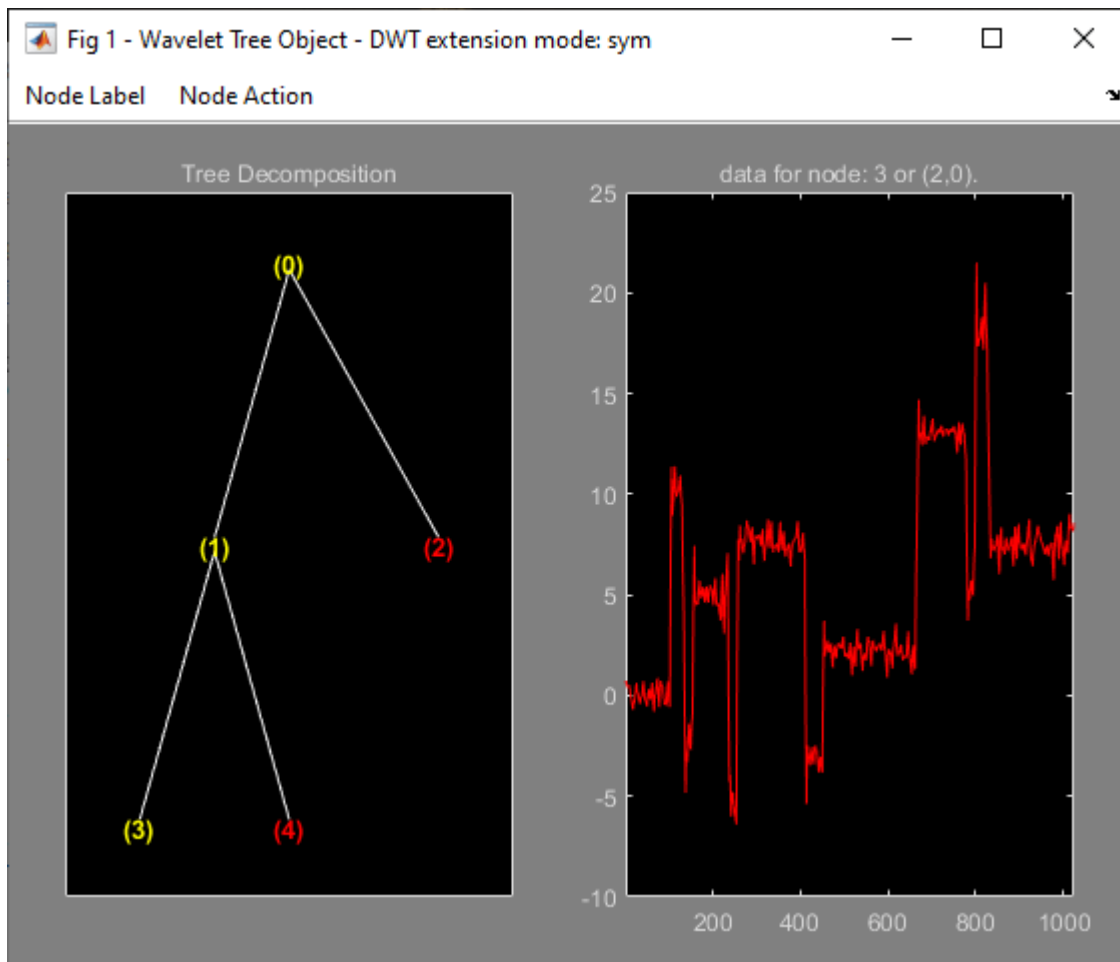 Fig 1 - Wavelet Tree Object - DWT extension mode: sym
Node Label Node Action
Tree Decomposition
(0)
(1)
(2)
(3)
(4)
data for node: 3 or (2,0).
25
20
15
10
5
0
-5
-10
200 400 600 800 1000